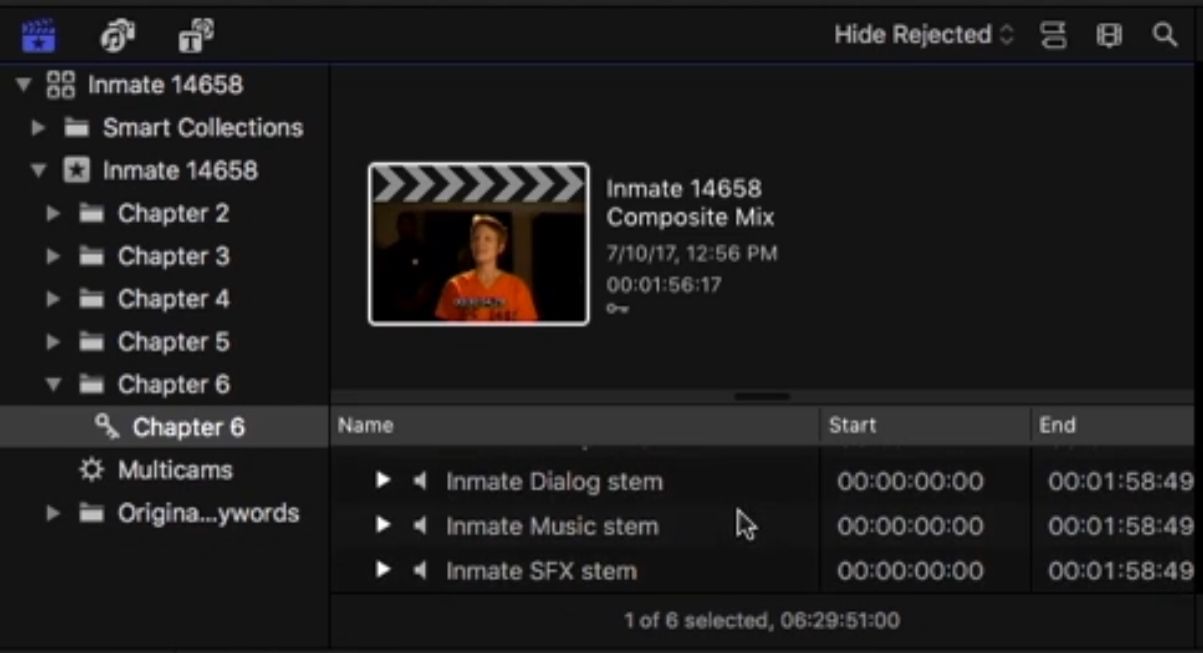 Hide Rejected
Inmate 14658
Smart Collections
Inmate 14658
Chapter 2
Chapter 3
Chapter 4
Chapter 5
Chapter 6
Chapter 6
Multicams
Origina...ywords
Inmate 14658
Composite Mix
7/10/17, 12:56 PM
00:01:56:17
Name Start End
Inmate Dialog stem 00:00:00:00 00:01:58:49
Inmate Music stem 00:00:00:00 00:01:58:49
Inmate SFX stem 00:00:00:00 00:01:58:49
1 of 6 selected, 06:29:51:00